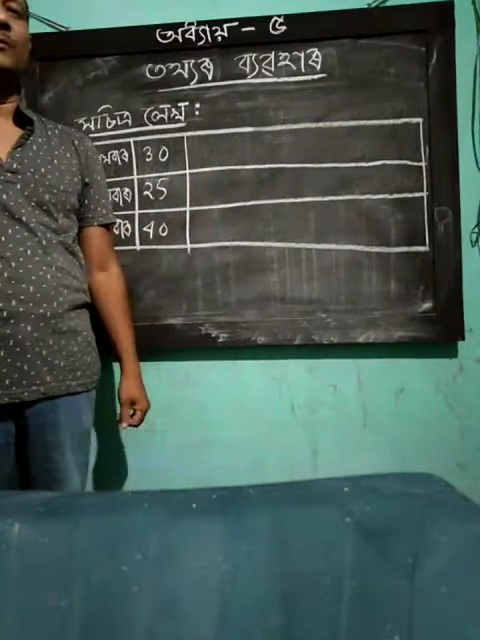 অধ্যায় - ৫
তথ্যৰ ব্যৱহাৰ
সচিত্ৰ লেখ :
30
25
40